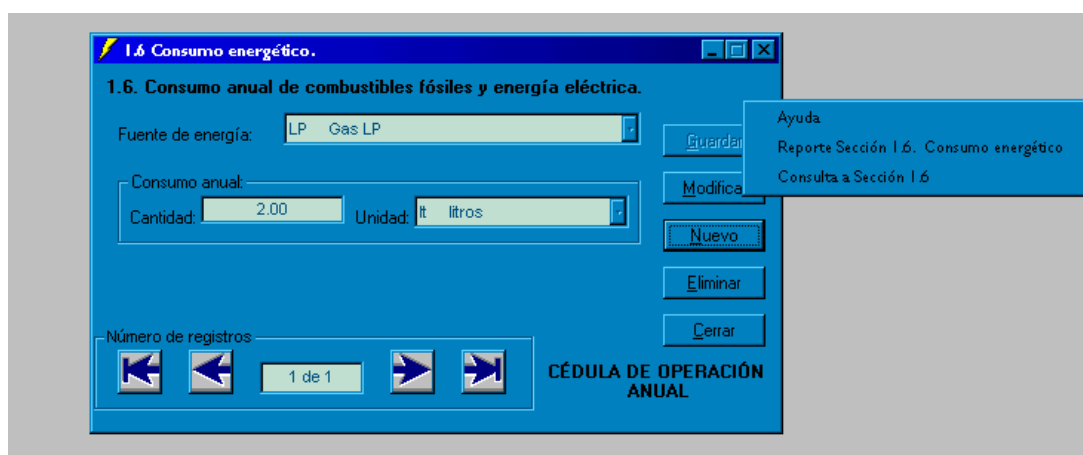 1.6 Consumo energético.
1.6. Consumo anual de combustibles fósiles y energía eléctrica.
Fuente de energía: LP Gas LP
Guardar
Ayuda
Reporte Sección 1.6. Consumo energético
Consulta a Sección 1.6
Consumo anual:
Cantidad: 2.00 Unidad: lt litros
Modifica
Nuevo
Eliminar
Cerrar
Número de registros
1 de 1
CÉDULA DE OPERACIÓN
ANUAL